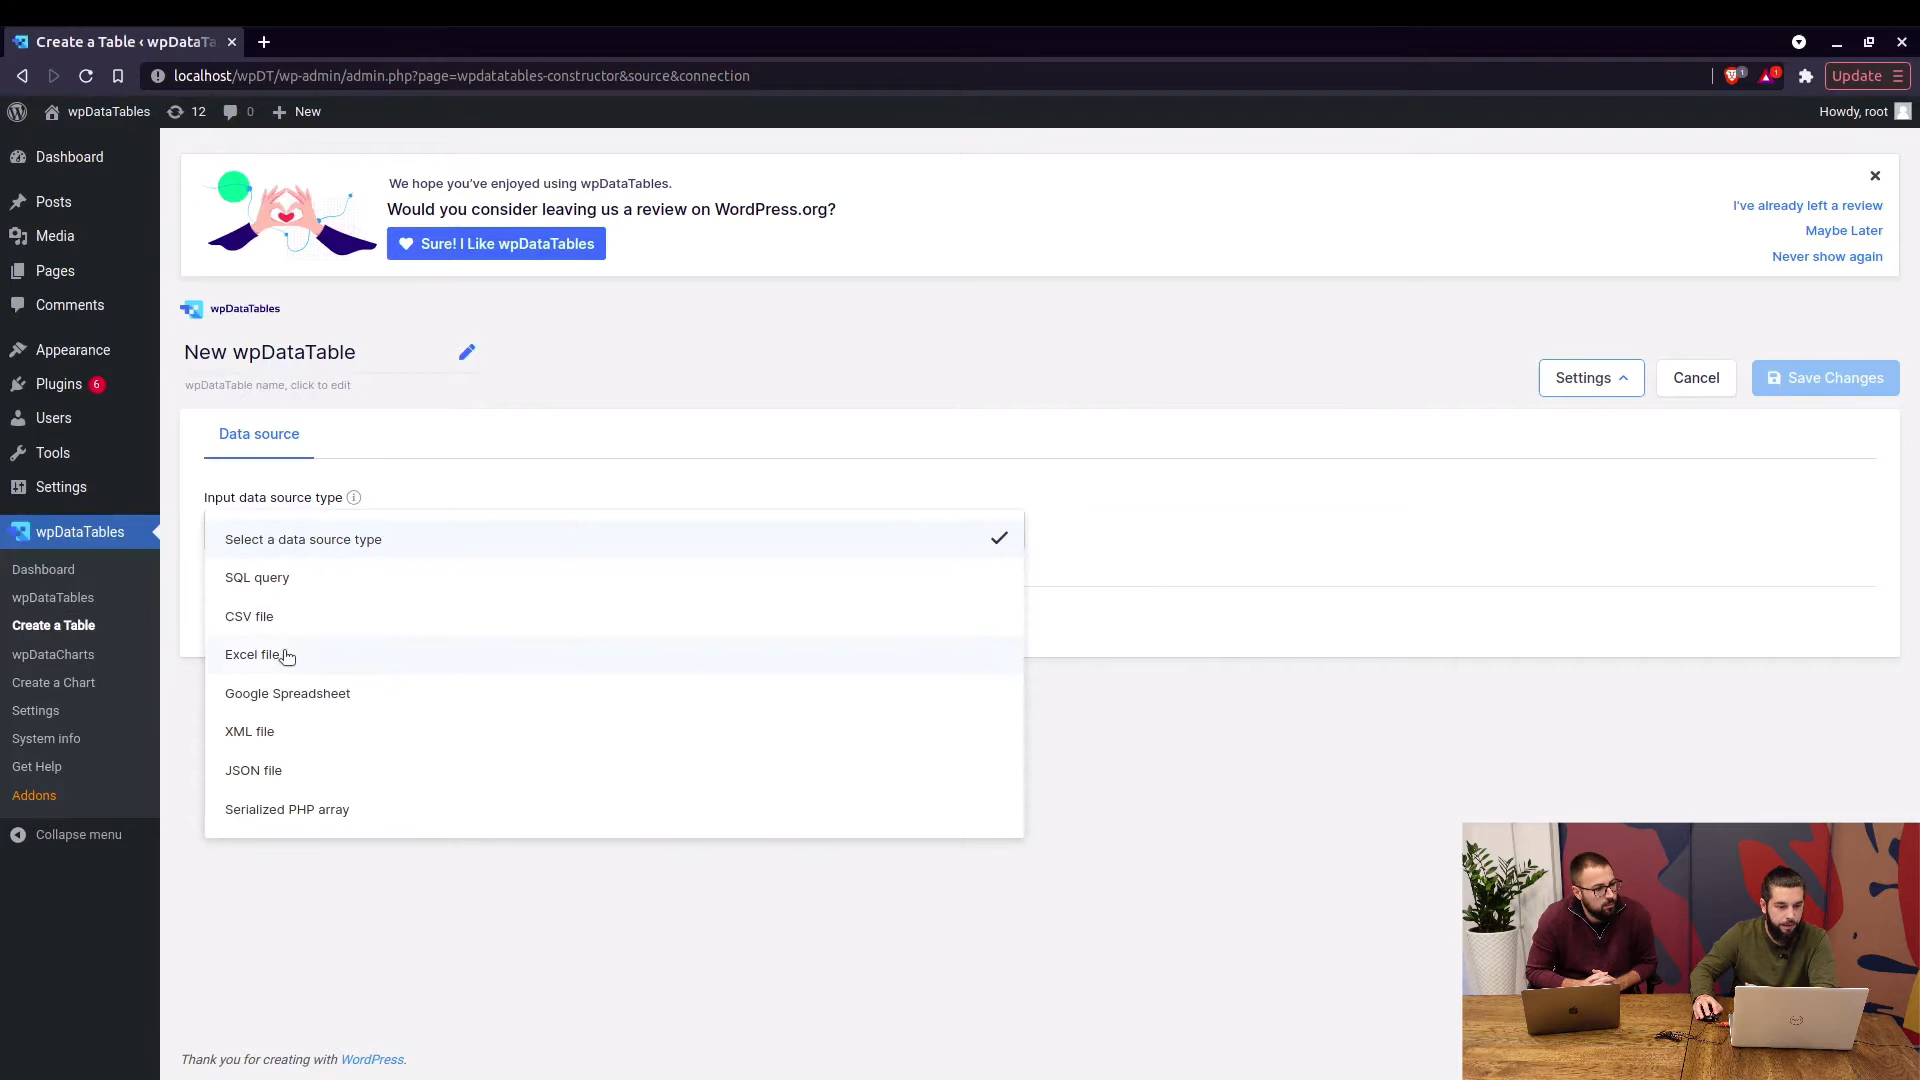 Create a Table ‹ wpDataTa
localhost/wpDT/wp-admin/admin.php?page=wpdatatables-constructor&source&connection
1
1
Update
wpDataTables
12
0
New
Howdy, root
Dashboard
Posts
Media
Pages
Comments
Appearance
Plugins 6
Users
Tools
Settings
wpDataTables
Dashboard
wpDataTables
Create a Table
wpDataCharts
Create a Chart
Settings
System info
Get Help
Addons
Collapse menu
We hope you've enjoyed using wpDataTables.
Would you consider leaving us a review on WordPress.org?
Sure! I Like wpDataTables
I've already left a review
Maybe Later
Never show again
wpDataTables
New wpDataTable
wpDataTable name, click to edit
Settings
Cancel
Save Changes
Data source
Input data source type
Select a data source type
SQL query
CSV file
Excel file
Google Spreadsheet
XML file
JSON file
Serialized PHP array
Thank you for creating with WordPress.